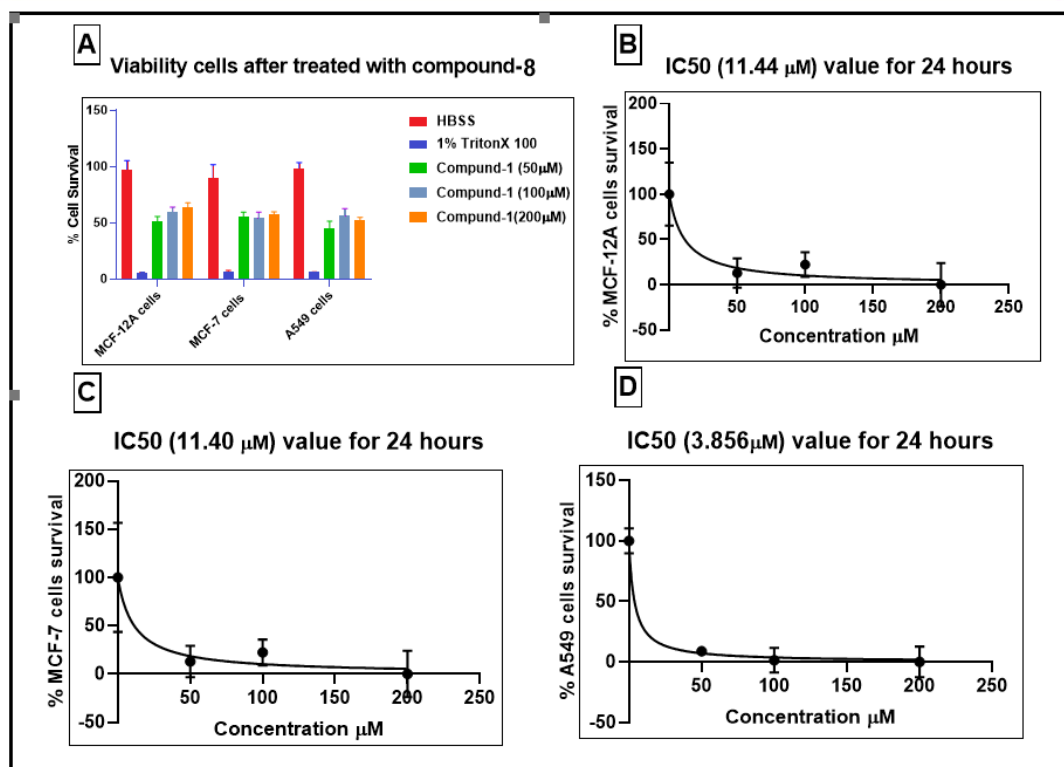 A
Viability cells after treated with compound-8
% Cell Survival
150
100
50
0
MCF-12A cells
MCF-7 cells
A549 cells
HBSS
1% TritonX 100
Compund-1 (50μM)
Compund-1 (100μM)
Compund-1(200μM)
B
IC50 (11.44 μM) value for 24 hours
% MCF-12A cells survival
200
150
100
50
0
-50
50
100
150
200
250
Concentration μM
C
IC50 (11.40 μM) value for 24 hours
% MCF-7 cells survival
200
150
100
50
0
-50
50
100
150
200
250
Concentration μM
D
IC50 (3.856μM) value for 24 hours
% A549 cells survival
150
100
50
0
-50
50
100
150
200
250
Concentration μM